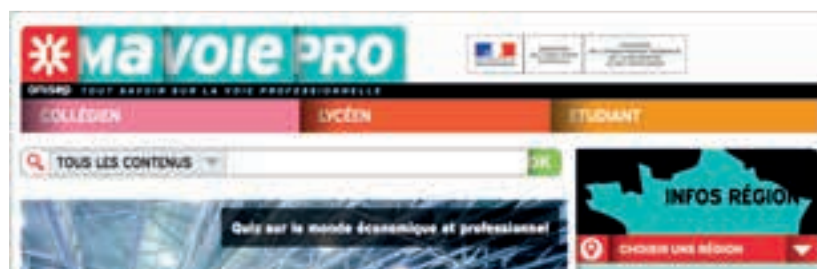 Ma voie PRO
onisep TOUT SAVOIR SUR LA VOIE PROFESSIONNELLE
COLLÉGIEN LYCÉEN ETUDIANT
TOUS LES CONTENUS OK
INFOS RÉGION
Quiz sur le monde économique et professionnel
CHOISIR UNE RÉGION